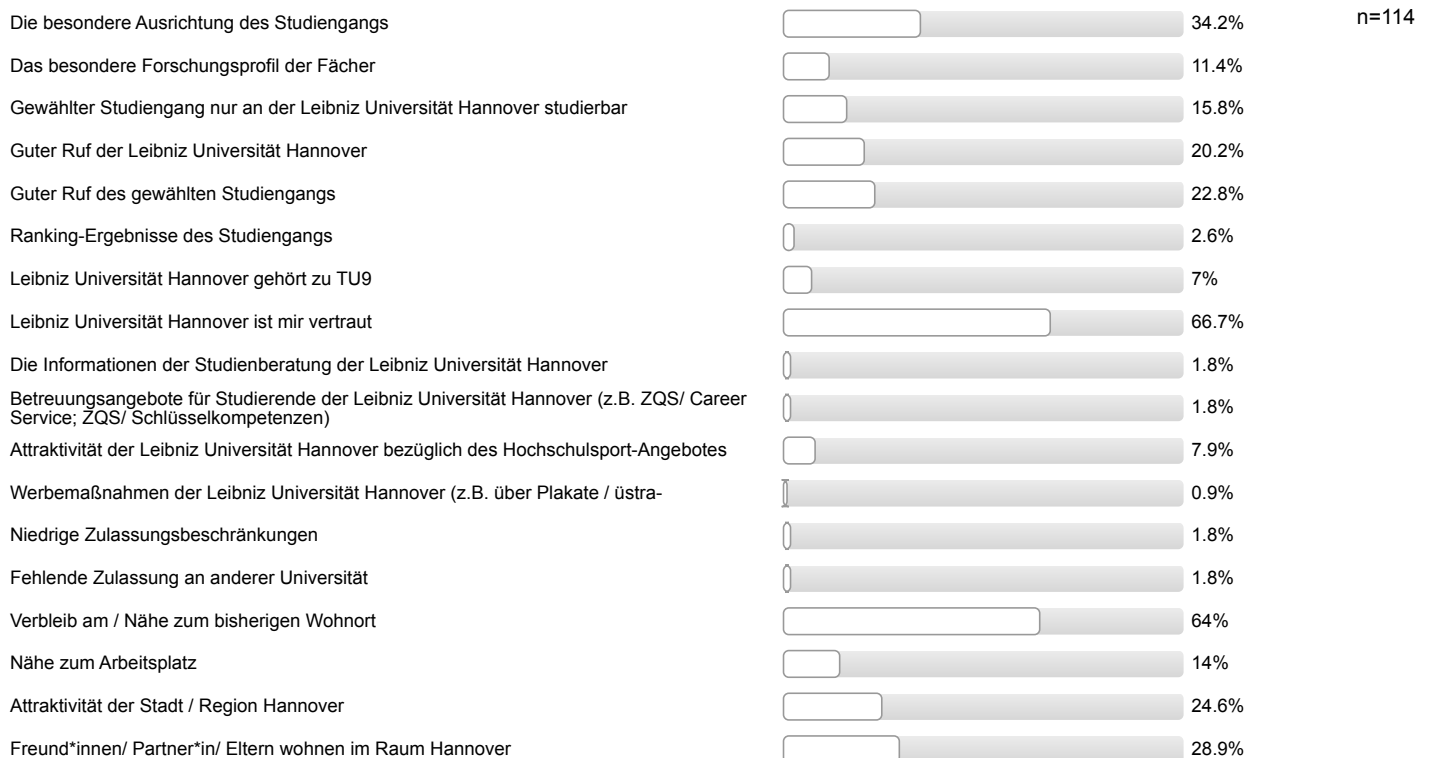 Die besondere Ausrichtung des Studiengangs 34.2% n=114
Das besondere Forschungsprofil der Fächer 11.4%
Gewählter Studiengang nur an der Leibniz Universität Hannover studierbar 15.8%
Guter Ruf der Leibniz Universität Hannover 20.2%
Guter Ruf des gewählten Studiengangs 22.8%
Ranking-Ergebnisse des Studiengangs 2.6%
Leibniz Universität Hannover gehört zu TU9 7%
Leibniz Universität Hannover ist mir vertraut 66.7%
Die Informationen der Studienberatung der Leibniz Universität Hannover 1.8%
Betreuungsangebote für Studierende der Leibniz Universität Hannover (z.B. ZQS/ Career
Service; ZQS/ Schlüsselkompetenzen) 1.8%
Attraktivität der Leibniz Universität Hannover bezüglich des Hochschulsport-Angebotes 7.9%
Werbemaßnahmen der Leibniz Universität Hannover (z.B. über Plakate / üstra- 0.9%
Niedrige Zulassungsbeschränkungen 1.8%
Fehlende Zulassung an anderer Universität 1.8%
Verbleib am / Nähe zum bisherigen Wohnort 64%
Nähe zum Arbeitsplatz 14%
Attraktivität der Stadt / Region Hannover 24.6%
Freund*innen/ Partner*in/ Eltern wohnen im Raum Hannover 28.9%